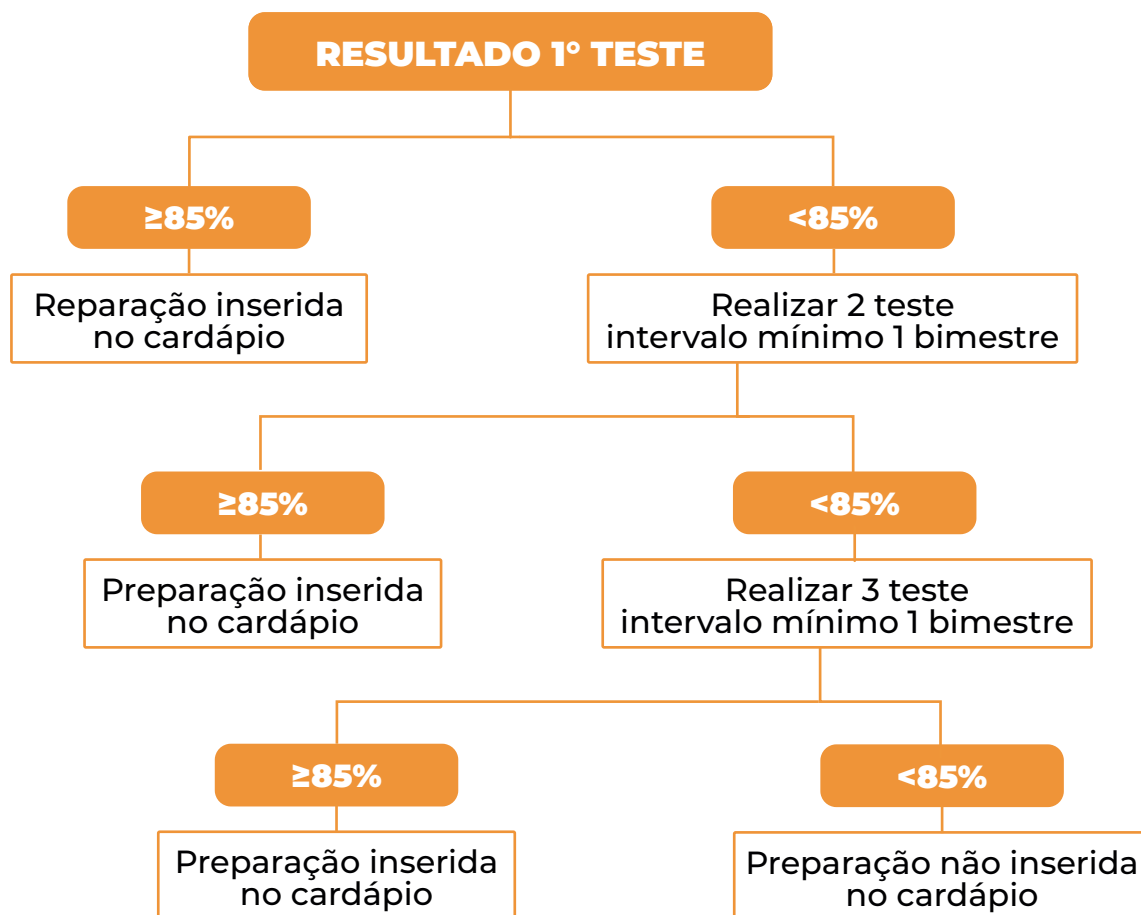 RESULTADO 1° TESTE
≥85%
<85%
Reparação inserida
no cardápio
Realizar 2 teste
intervalo mínimo 1 bimestre
≥85%
<85%
Preparação inserida
no cardápio
Realizar 3 teste
intervalo mínimo 1 bimestre
≥85%
<85%
Preparação inserida
no cardápio
Preparação não inserida
no cardápio